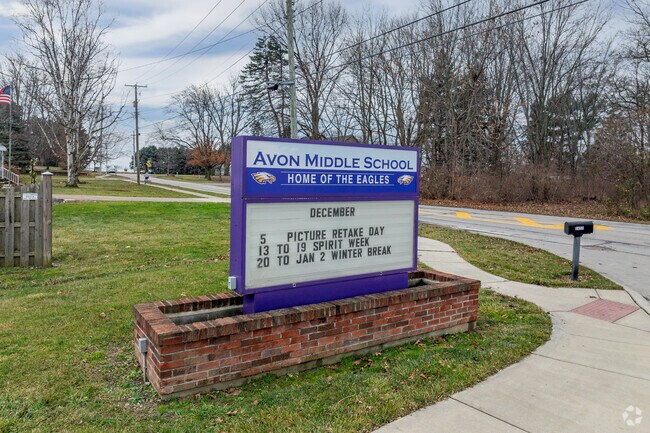 AVON MIDDLE SCHOOL
HOME OF THE EAGLES
DECEMBER
5 PICTURE RETAKE DAY
13 TO 19 SPIRIT WEEK
20 TO JAN 2 WINTER BREAK